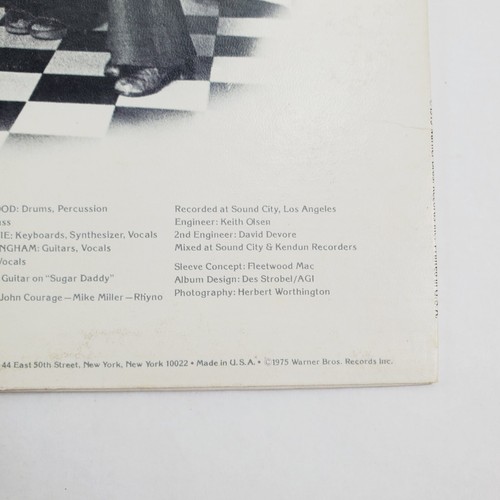 OD: Drums, Percussion
ss
IE: Keyboards, Synthesizer, Vocals
NGHAM: Guitars, Vocals
Vocals
Guitar on "Sugar Daddy"
John Courage—Mike Miller—Rhyno
Recorded at Sound City, Los Angeles
Engineer: Keith Olsen
2nd Engineer: David Devore
Mixed at Sound City & Kendun Recorders
Sleeve Concept: Fleetwood Mac
Album Design: Des Strobel/AGI
Photography: Herbert Worthington
44 East 50th Street, New York, New York 10022 • Made in U.S.A. • ©1975 Warner Bros. Records Inc.